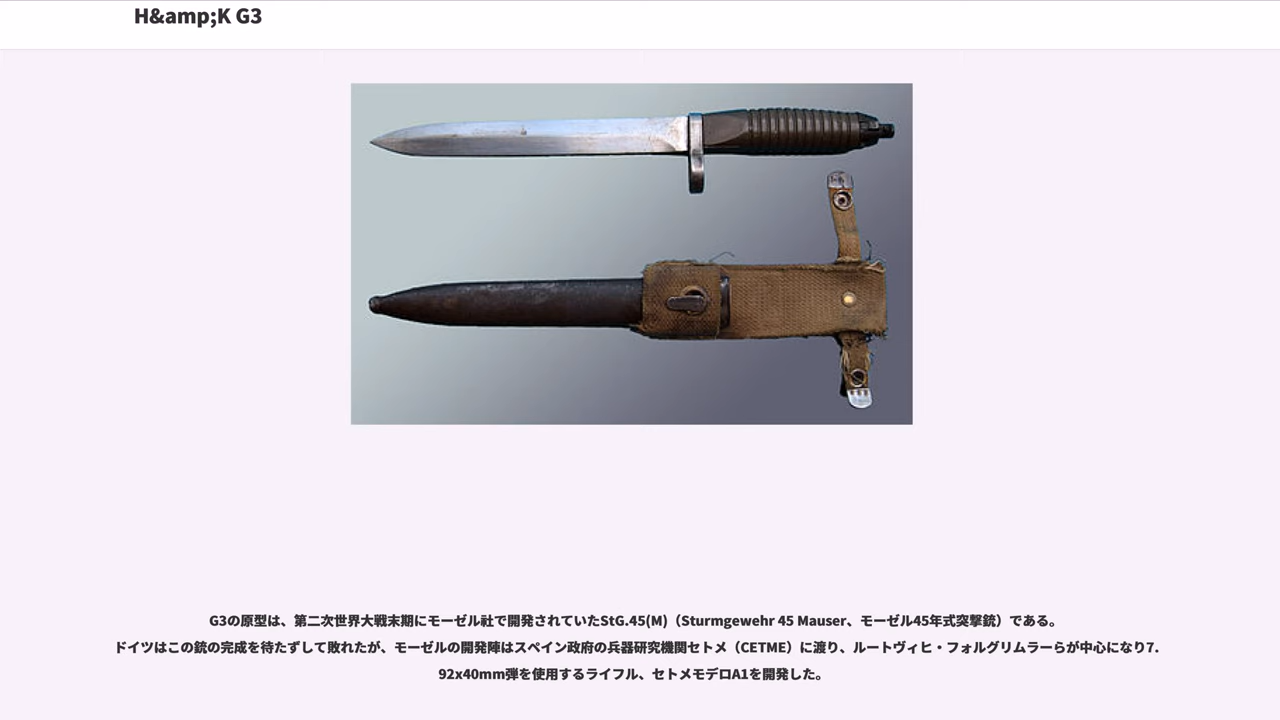 H&amp;K G3
G3の原型は、第二次世界大戦末期にモーゼル社で開発されていたStG.45(M)（Sturmgewehr 45 Mauser、モーゼル45年式突撃銃）である。
ドイツはこの銃の完成を待たずして敗れたが、モーゼルの開発陣はスペイン政府の兵器研究機関セトメ（CETME）に渡り、ルートヴィヒ・フォルグリムラーらが中心になり7.
92x40mm弾を使用するライフル、セトメモデロA1を開発した。